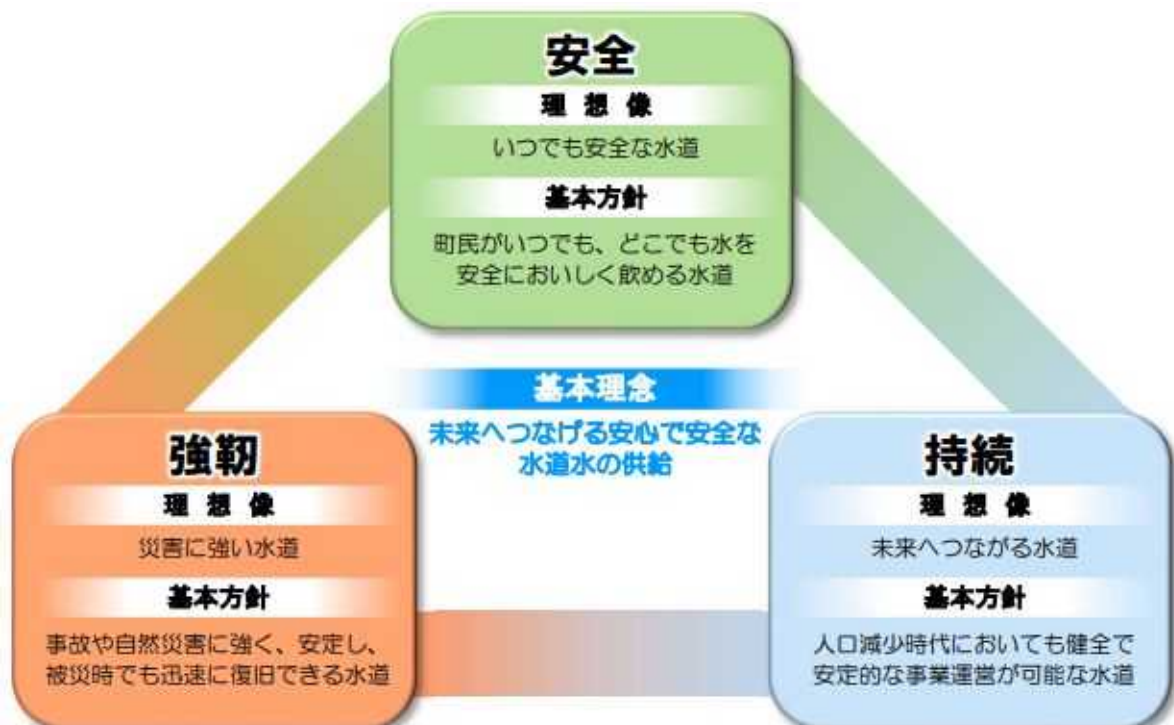 安全
理想像
いつでも安全な水道
基本方針
町民がいつでも、どこでも水を
安全においしく飲める水道
基本理念
未来へつなげる安心で安全な
水道水の供給
強靭
理想像
災害に強い水道
基本方針
事故や自然災害に強く、安定し、
被災時でも迅速に復旧できる水道
持続
理想像
未来へつながる水道
基本方針
人口減少時代においても健全で
安定的な事業運営が可能な水道